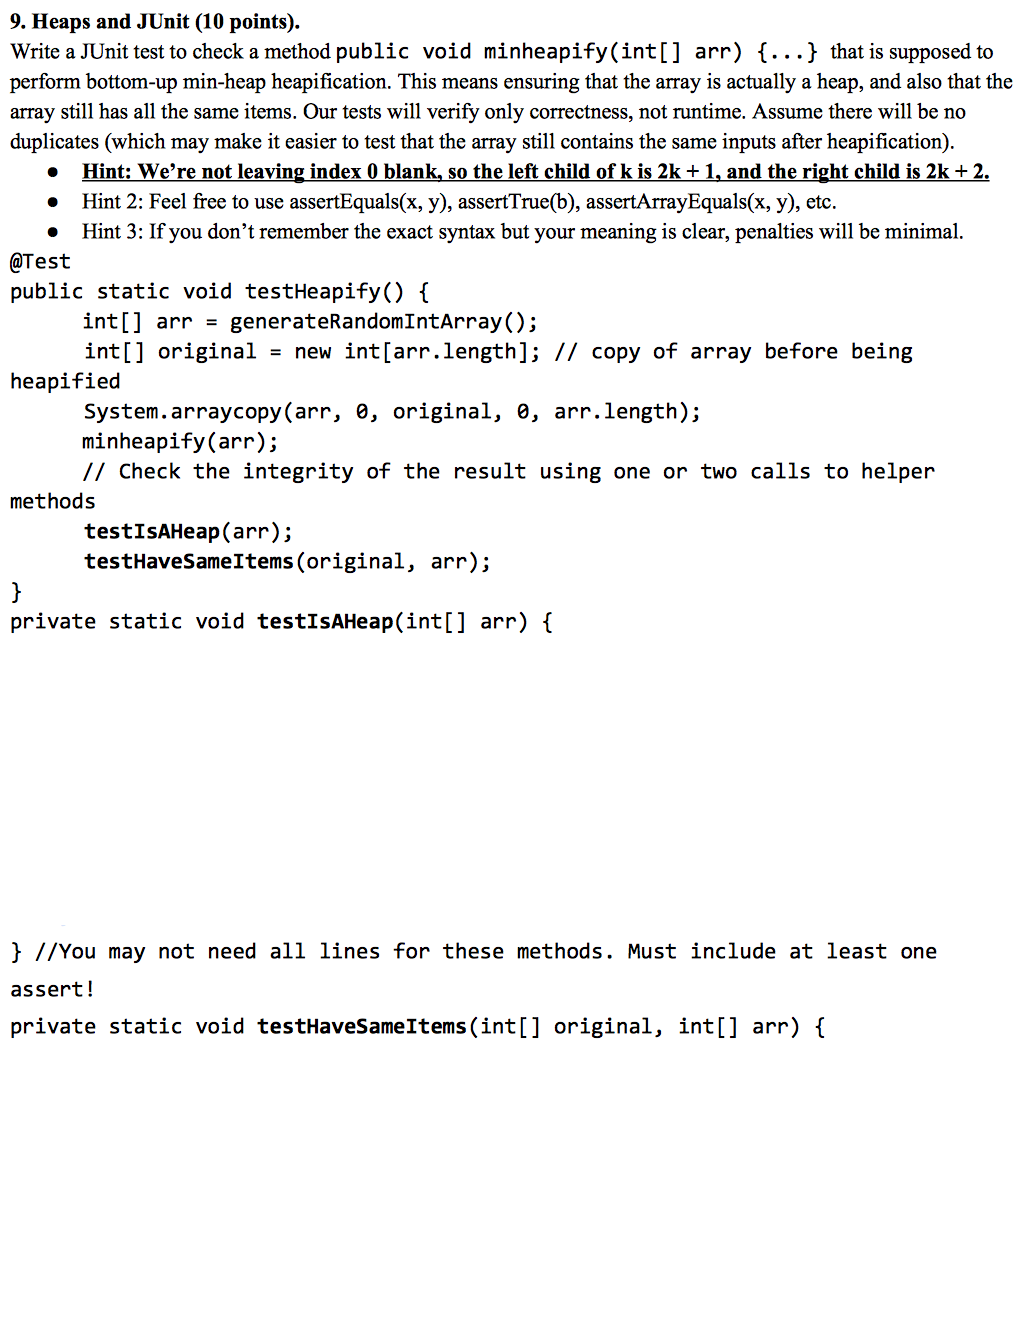 9. Heaps and JUnit (10 points).
Write a JUnit test to check a method public void minheapify(int[] arr) {...} that is supposed to
perform bottom-up min-heap heapification. This means ensuring that the array is actually a heap, and also that the
array still has all the same items. Our tests will verify only correctness, not runtime. Assume there will be no
duplicates (which may make it easier to test that the array still contains the same inputs after heapification).
● Hint: We’re not leaving index 0 blank, so the left child of k is 2k + 1, and the right child is 2k + 2.
● Hint 2: Feel free to use assertEquals(x, y), assertTrue(b), assertArrayEquals(x, y), etc.
● Hint 3: If you don’t remember the exact syntax but your meaning is clear, penalties will be minimal.
@Test
public static void testHeapify() {
int[] arr = generateRandomIntArray();
int[] original = new int[arr.length]; // copy of array before being
heapified
System.arraycopy(arr, 0, original, 0, arr.length);
minheapify(arr);
// Check the integrity of the result using one or two calls to helper
methods
testIsAHeap(arr);
testHaveSameItems(original, arr);
}
private static void testIsAHeap(int[] arr) {
} //You may not need all lines for these methods. Must include at least one
assert!
private static void testHaveSameItems(int[] original, int[] arr) {